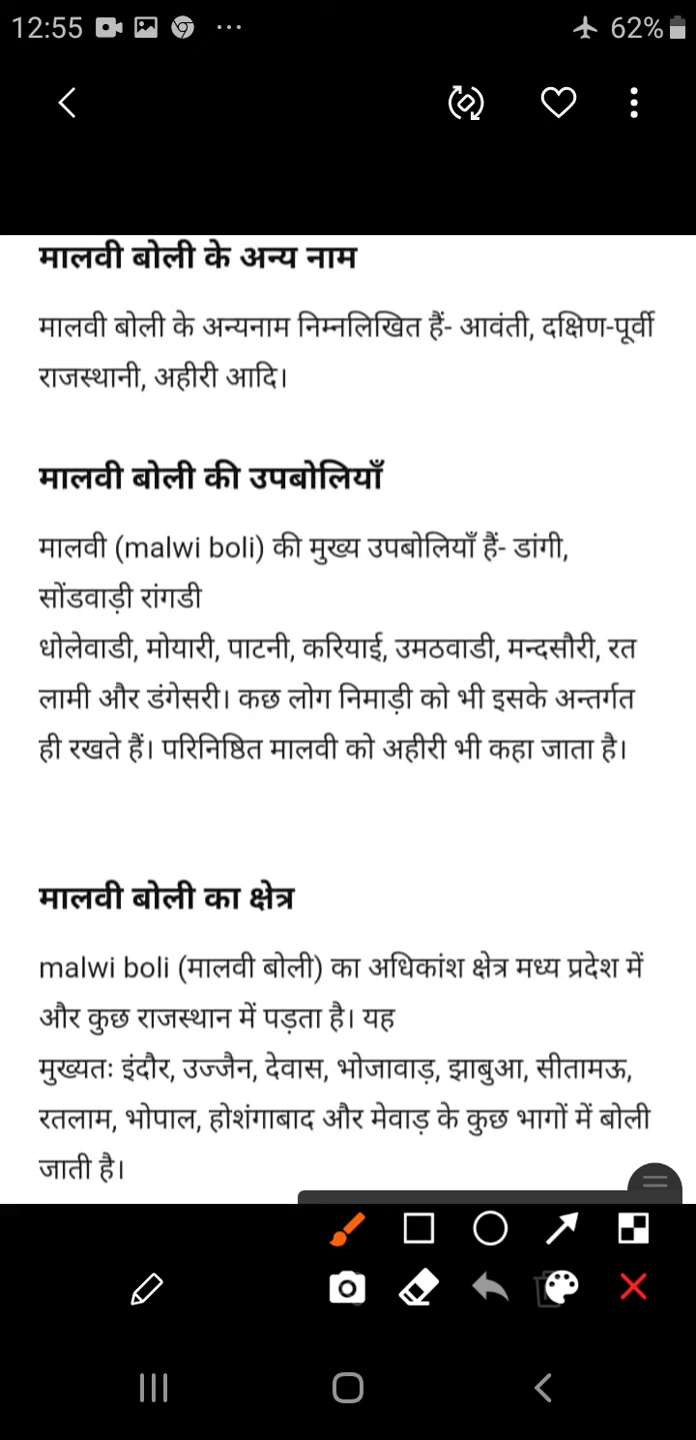 12:55
62%
मालवी बोली के अन्य नाम
मालवी बोली के अन्यनाम निम्नलिखित हैं- आवंती, दक्षिण-पूर्वी
राजस्थानी, अहीरी आदि।
मालवी बोली की उपबोलियाँ
मालवी (malwi boli) की मुख्य उपबोलियाँ हैं- डांगी,
सोंडवाड़ी रांगडी
धोलेवाडी, मोयारी, पाटनी, करियाई, उमठवाडी, मन्दसौरी, रत
लामी और डंगेसरी। कछ लोग निमाड़ी को भी इसके अन्तर्गत
ही रखते हैं। परिनिष्ठित मालवी को अहीरी भी कहा जाता है।
मालवी बोली का क्षेत्र
malwi boli (मालवी बोली) का अधिकांश क्षेत्र मध्य प्रदेश में
और कुछ राजस्थान में पड़ता है। यह
मुख्यतः इंदौर, उज्जैन, देवास, भोजावाड़, झाबुआ, सीतामऊ,
रतलाम, भोपाल, होशंगाबाद और मेवाड़ के कुछ भागों में बोली
जाती है।